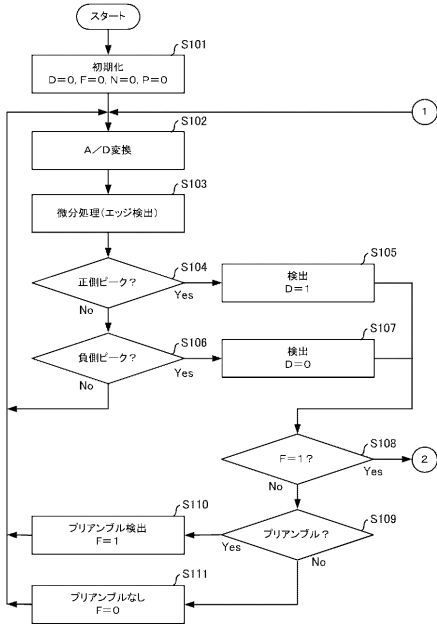 スタート
S101
初期化
D=0, F=0, N=0, P=0
1
S102
A/D変換
S103
微分処理(エッジ検出)
S104
正側ピーク?
Yes
No
S105
検出
D=1
S106
負側ピーク?
Yes
No
S107
検出
D=0
S108
F=1?
Yes
No
2
S109
プリアンブル?
Yes
No
S110
プリアンブル検出
F=1
S111
プリアンブルなし
F=0